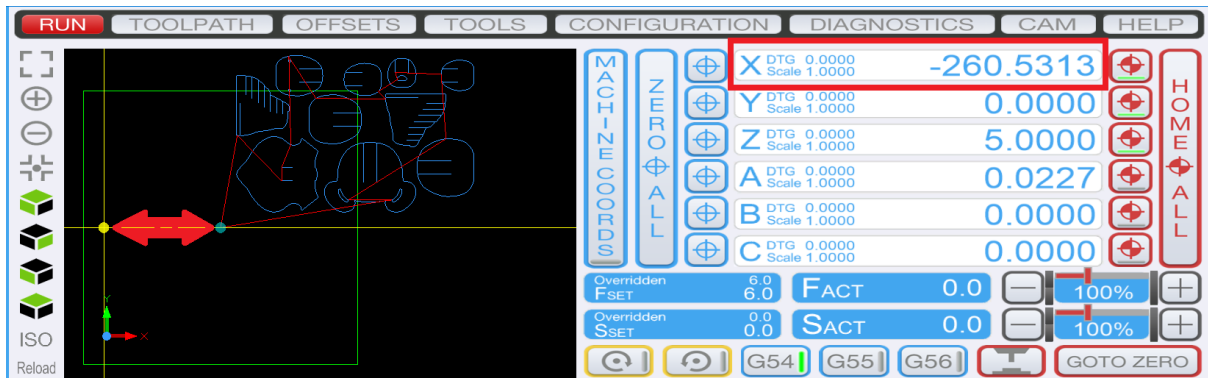 RUN TOOLPATH OFFSETS TOOLS CONFIGURATION DIAGNOSTICS CAM HELP
ISO
Reload
Y
X
MACHINE COORDS
ZERO ALL
X DTG 0.0000 Scale 1.0000 -260.5313
Y DTG 0.0000 Scale 1.0000 0.0000
Z DTG 0.0000 Scale 1.0000 5.0000
A DTG 0.0000 Scale 1.0000 0.0227
B DTG 0.0000 Scale 1.0000 0.0000
C DTG 0.0000 Scale 1.0000 0.0000
HOME ALL
Overridden 6.0
FSET 6.0 FACT 0.0 100%
Overridden 0.0
SSET 0.0 SACT 0.0 100%
G54 G55 G56 GOTO ZERO